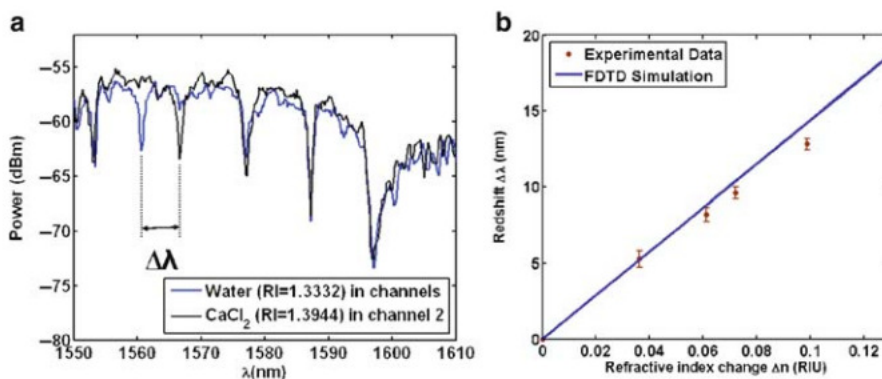 a
−55
−60
−65
−70
−75
−80
Power (dBm)
Δλ
Water (RI=1.3332) in channels
CaCl2 (RI=1.3944) in channel 2
1550 1560 1570 1580 1590 1600 1610
λ(nm)
b
20
15
10
5
0
Redshift Δλ (nm)
Experimental Data
FDTD Simulation
0 0.02 0.04 0.06 0.08 0.1 0.12
Refractive index change Δn (RIU)